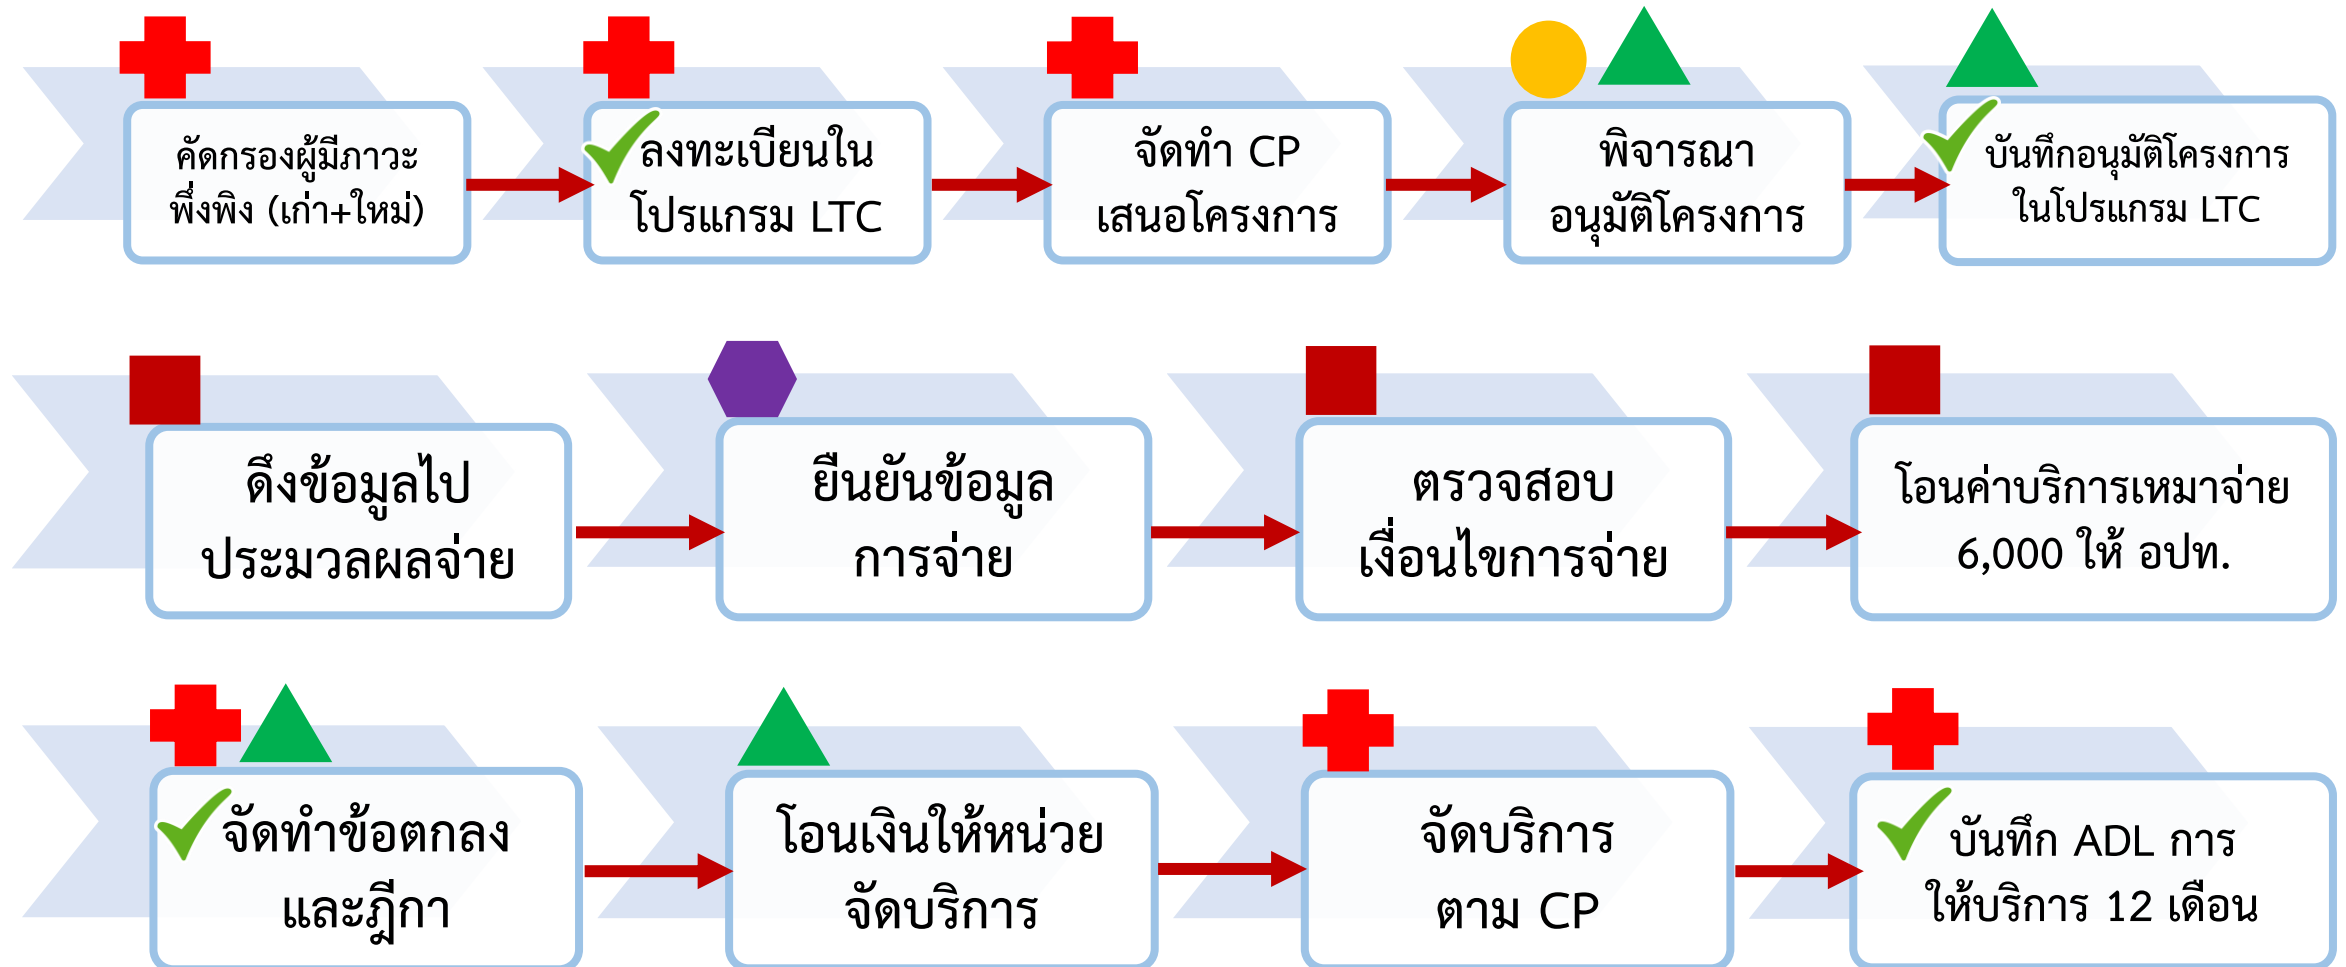 คัดกรองผู้มีภาวะ
พึ่งพิง (เก่า+ใหม่)
ลงทะเบียนใน
โปรแกรม LTC
จัดทำ CP
เสนอโครงการ
พิจารณา
อนุมัติโครงการ
บันทึกอนุมัติโครงการ
ในโปรแกรม LTC
ดึงข้อมูลไป
ประมวลผลจ่าย
ยืนยันข้อมูล
การจ่าย
ตรวจสอบ
เงื่อนไขการจ่าย
โอนค่าบริการเหมาจ่าย
6,000 ให้ อปท.
จัดทำข้อตกลง
และฎีกา
โอนเงินให้หน่วย
จัดบริการ
จัดบริการ
ตาม CP
บันทึก ADL การ
ให้บริการ 12 เดือน